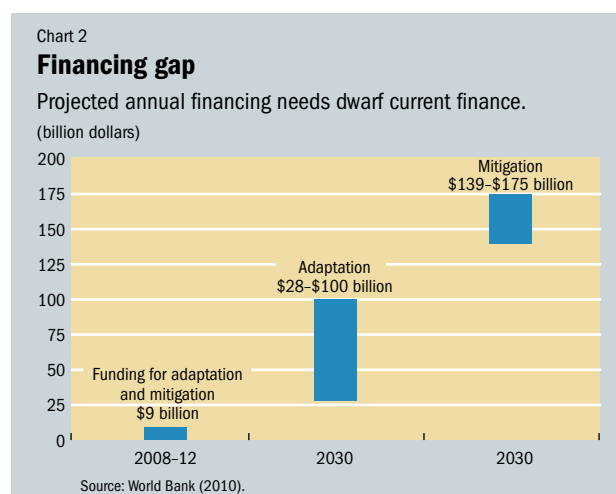 Chart 2
Financing gap
Projected annual financing needs dwarf current finance.
(billion dollars)
200
175
150
125
100
75
50
25
0
Mitigation
$139–$175 billion
Adaptation
$28–$100 billion
Funding for adaptation
and mitigation
$9 billion
2008–12 2030 2030
Source: World Bank (2010).